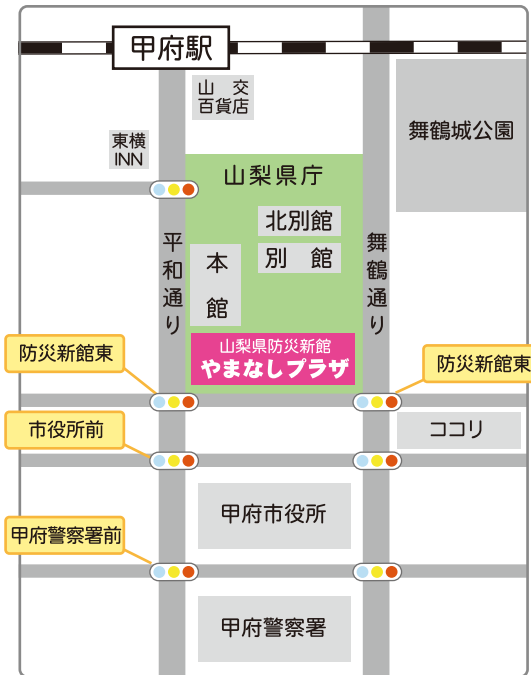 甲府駅
山　交
百貨店
舞鶴城公園
東横
INN
山梨県庁
北別館
別　館
本
館
平和通り
舞鶴通り
山梨県防災新館
やまなしプラザ
防災新館東
防災新館東
ココリ
市役所前
甲府市役所
甲府警察署前
甲府警察署